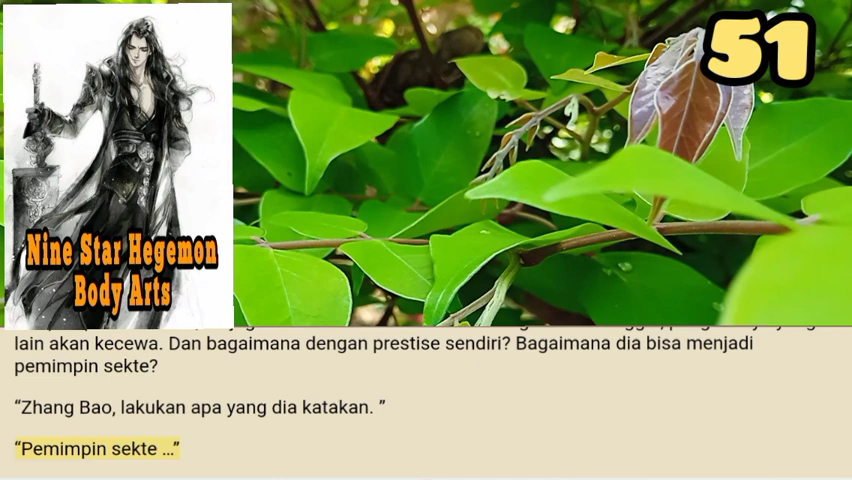 51
Nine Star Hegemon
Body Arts
lain akan kecewa. Dan bagaimana dengan prestise sendiri? Bagaimana dia bisa menjadi
pemimpin sekte?
“Zhang Bao, lakukan apa yang dia katakan. ”
“Pemimpin sekte ...”